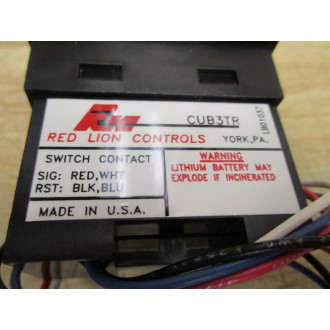 CUB3TR
RED LION CONTROLS YORK, PA.
LB01037
SWITCH CONTACT
SIG: RED,WHT
RST: BLK,BLU
WARNING
LITHIUM BATTERY MAY
EXPLODE IF INCINERATED
MADE IN U.S.A.